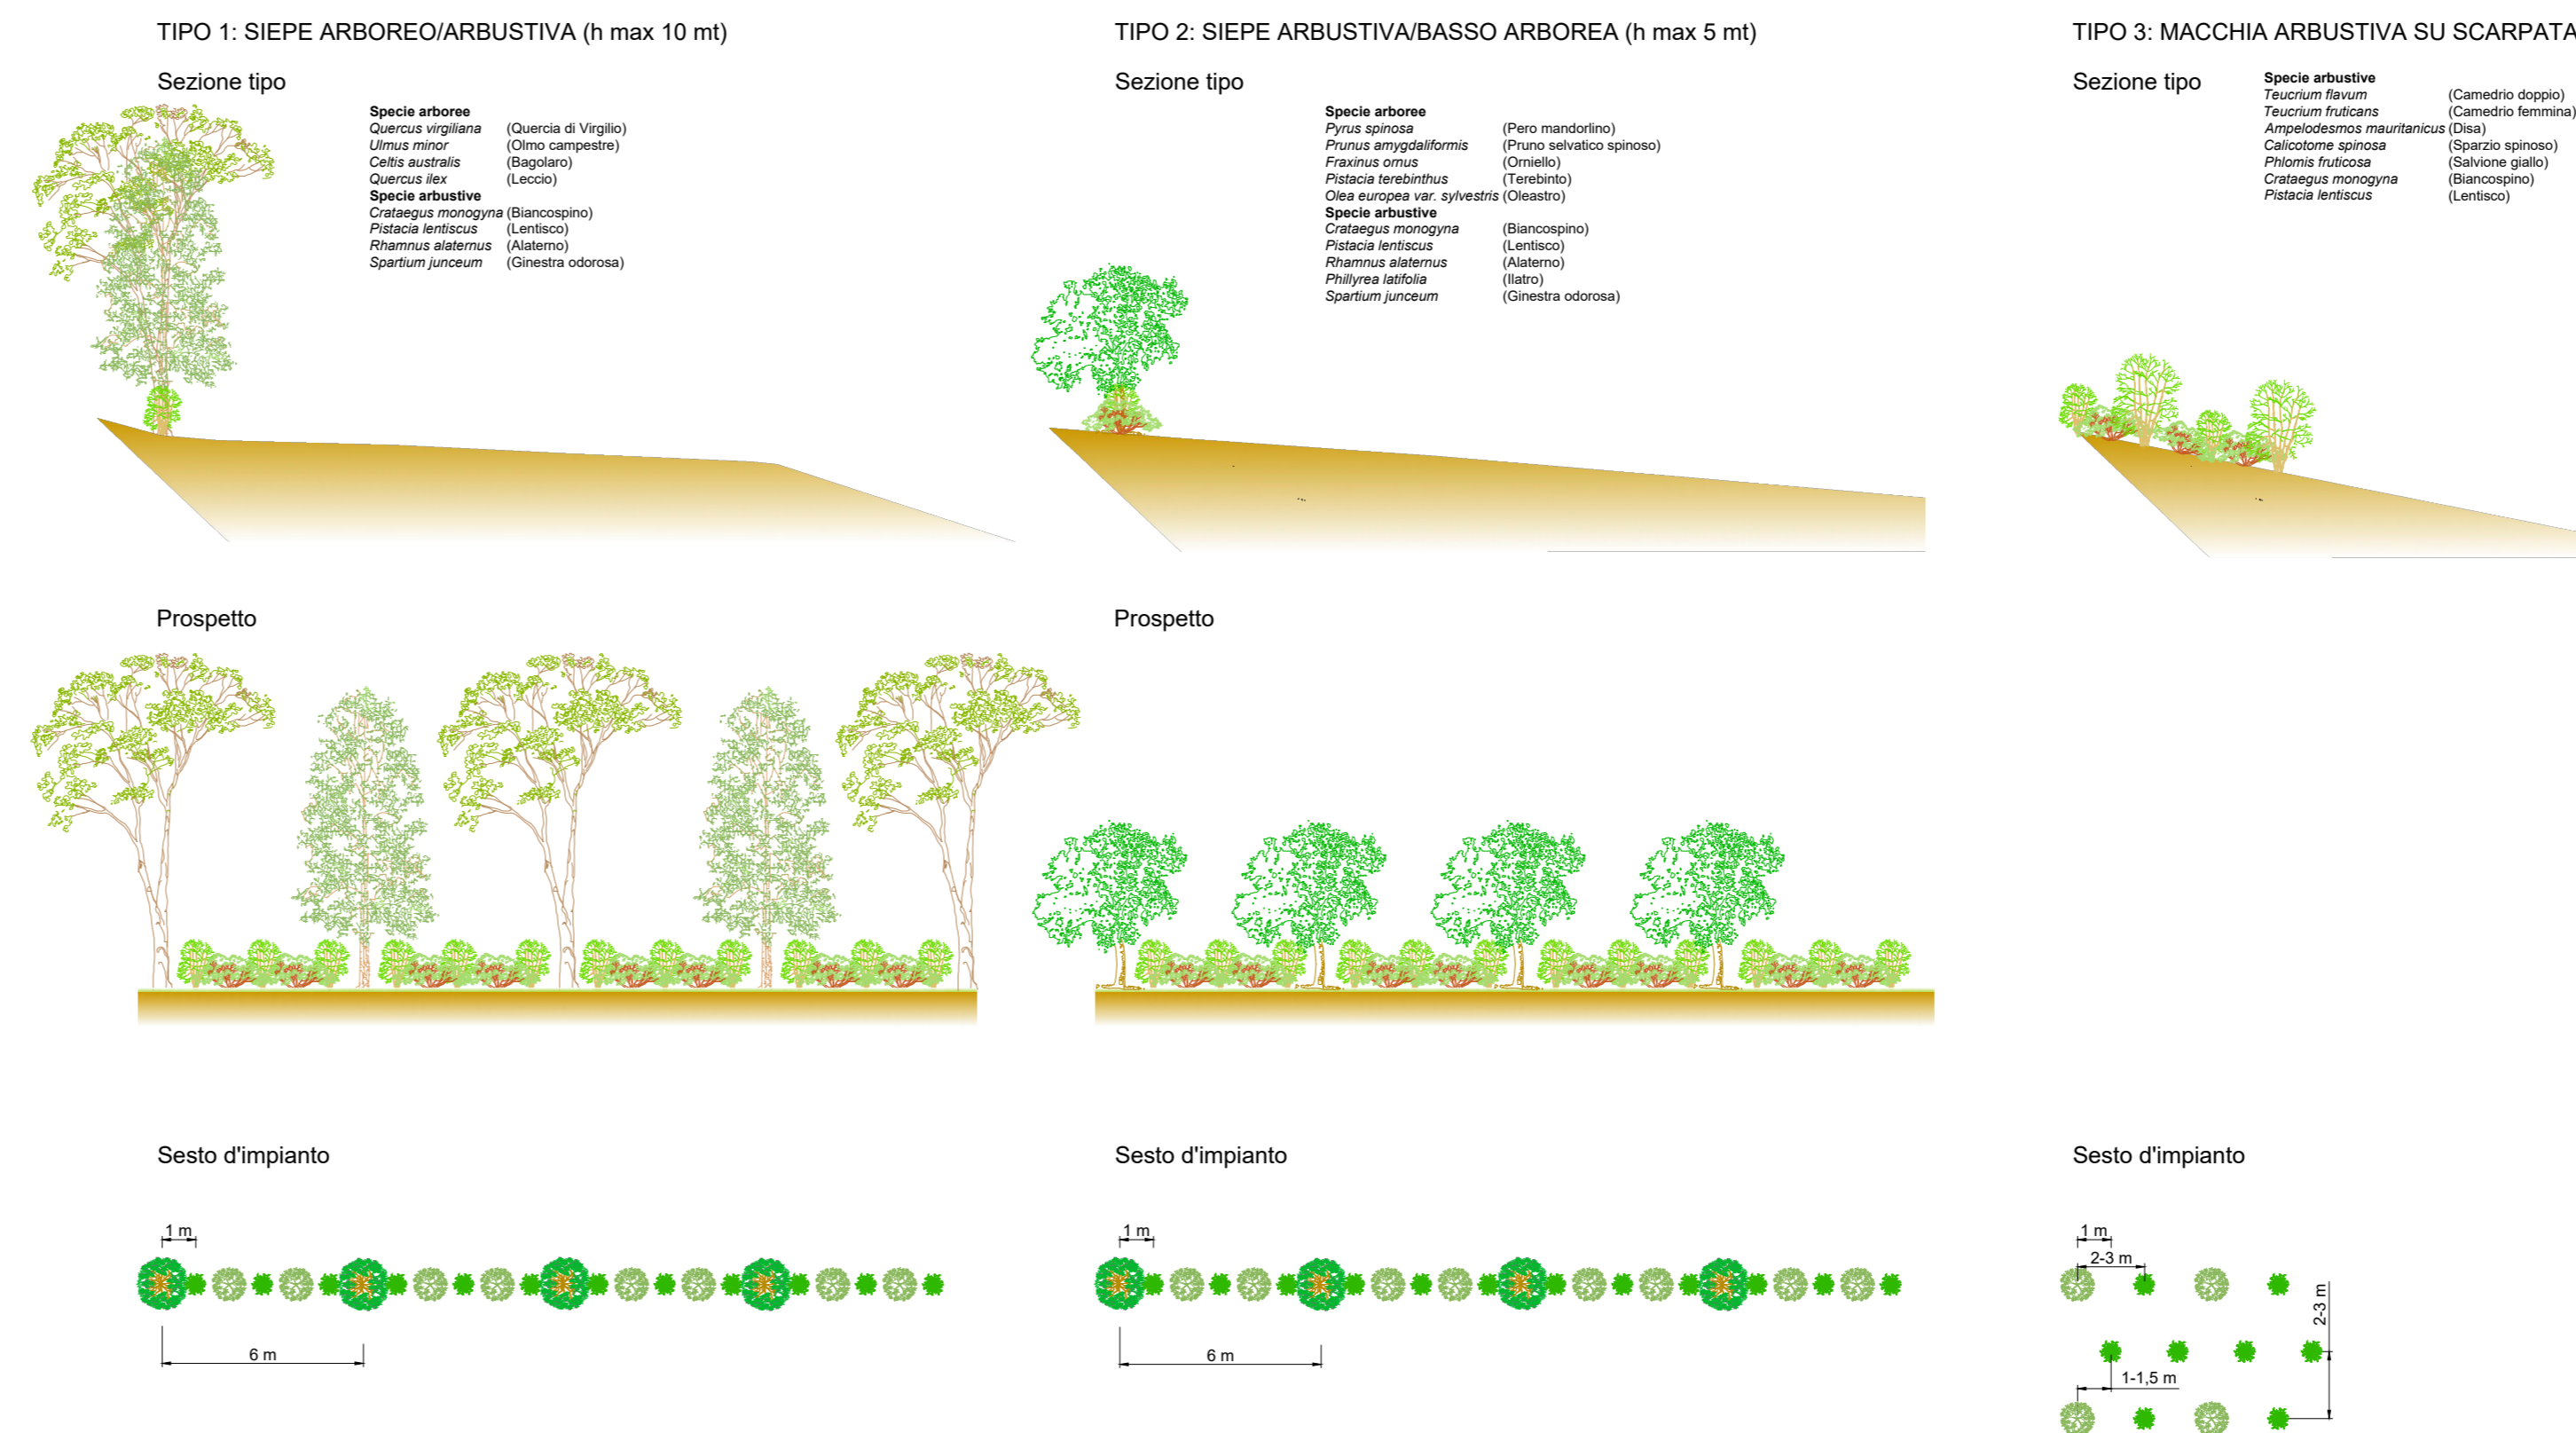 TIPO 1: SIEPE ARBOREO/ARBUSTIVA (h max 10 mt)
Sezione tipo
Specie arboree
Quercus virgiliana (Quercia di Virgilio)
Ulmus minor (Olmo campestre)
Celtis australis (Bagolaro)
Quercus ilex (Leccio)
Specie arbustive
Crataegus monogyna (Biancospino)
Pistacia lentiscus (Lentisco)
Rhamnus alaternus (Alaterno)
Spartium junceum (Ginestra odorosa)
Prospetto
Sesto d'impianto
1 m
6 m
TIPO 2: SIEPE ARBUSTIVA/BASSO ARBOREA (h max 5 mt)
Sezione tipo
Specie arboree
Pyrus spinosa (Pero mandorlino)
Prunus amygdaliformis (Pruno selvatico spinoso)
Fraxinus ornus (Orniello)
Pistacia terebinthus (Terebinto)
Olea europea var. sylvestris (Oleastro)
Specie arbustive
Crataegus monogyna (Biancospino)
Pistacia lentiscus (Lentisco)
Rhamnus alaternus (Alaterno)
Phillyrea latifolia (Ilatro)
Spartium junceum (Ginestra odorosa)
Prospetto
Sesto d'impianto
1 m
6 m
TIPO 3: MACCHIA ARBUSTIVA SU SCARPATA
Sezione tipo
Specie arbustive
Teucrium flavum (Camedrio doppio)
Teucrium fruticans (Camedrio femmina)
Ampelodesmos mauritanicus (Disa)
Calicotome spinosa (Sparzio spinoso)
Phlomis fruticosa (Salvione giallo)
Crataegus monogyna (Biancospino)
Pistacia lentiscus (Lentisco)
Sesto d'impianto
1 m
2-3 m
2-3 m
1-1,5 m